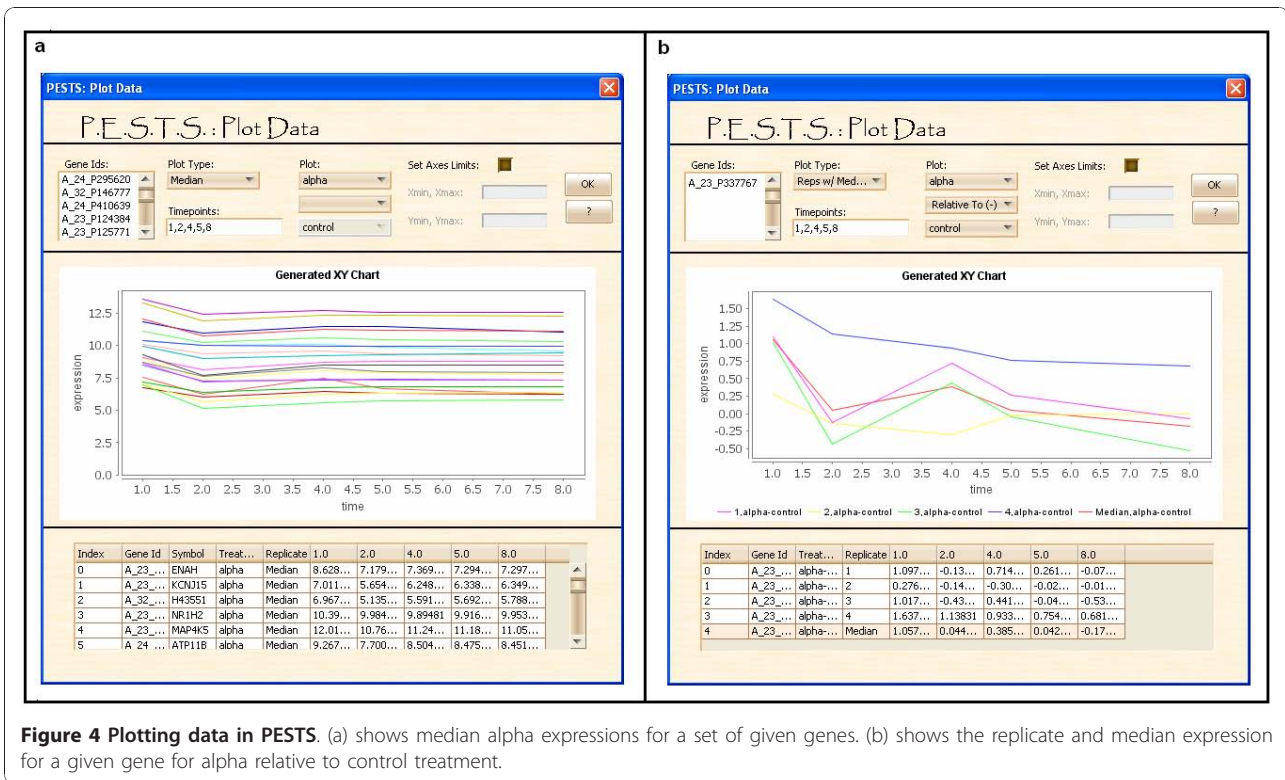 a
PESTS: Plot Data
P.E.S.T.S. : Plot Data
Gene Ids:
A_24_P295620
A_32_P146777
A_24_P410639
A_23_P124384
A_23_P125771
Plot Type:
Median
Timepoints:
1,2,4,5,8
Plot:
alpha
control
Set Axes Limits:
Xmin, Xmax:
Ymin, Ymax:
OK
?
Generated XY Chart
expression
12.5
10.0
7.5
5.0
2.5
0.0
1.0 1.5 2.0 2.5 3.0 3.5 4.0 4.5 5.0 5.5 6.0 6.5 7.0 7.5 8.0
time
Index Gene Id Symbol Treat... Replicate 1.0 2.0 4.0 5.0 8.0
0 A_23_... ENAH alpha Median 8.628... 7.179... 7.369... 7.294... 7.297...
1 A_23_... KCNJ15 alpha Median 7.011... 5.654... 6.248... 6.338... 6.349...
2 A_32_... H43551 alpha Median 6.967... 5.135... 5.591... 5.692... 5.788...
3 A_23_... NR1H2 alpha Median 10.39... 9.984... 9.89481 9.916... 9.953...
4 A_23_... MAP4K5 alpha Median 12.01... 10.76... 11.24... 11.18... 11.05...
5 A_24_... ATP11B alpha Median 9.267... 7.700... 8.504... 8.475... 8.451...
b
PESTS: Plot Data
P.E.S.T.S. : Plot Data
Gene Ids:
A_23_P337767
Plot Type:
Reps w/ Med...
Timepoints:
1,2,4,5,8
Plot:
alpha
Relative To (-)
control
Set Axes Limits:
Xmin, Xmax:
Ymin, Ymax:
OK
?
Generated XY Chart
expression
1.50
1.25
1.00
0.75
0.50
0.25
0.00
-0.25
-0.50
1.0 1.5 2.0 2.5 3.0 3.5 4.0 4.5 5.0 5.5 6.0 6.5 7.0 7.5 8.0
time
1,alpha-control 2,alpha-control 3,alpha-control 4,alpha-control Median,alpha-control
Index Gene Id Treat... Replicate 1.0 2.0 4.0 5.0 8.0
0 A_23_... alpha-... 1 1.097... -0.13... 0.714... 0.261... -0.07...
1 A_23_... alpha-... 2 0.276... -0.14... -0.30... -0.02... -0.01...
2 A_23_... alpha-... 3 1.017... -0.43... 0.441... -0.04... -0.53...
3 A_23_... alpha-... 4 1.637... 1.13831 0.933... 0.754... 0.681...
4 A_23_... alpha-... Median 1.057... 0.044... 0.385... 0.042... -0.17...
Figure 4 Plotting data in PESTS. (a) shows median alpha expressions for a set of given genes. (b) shows the replicate and median expression
for a given gene for alpha relative to control treatment.